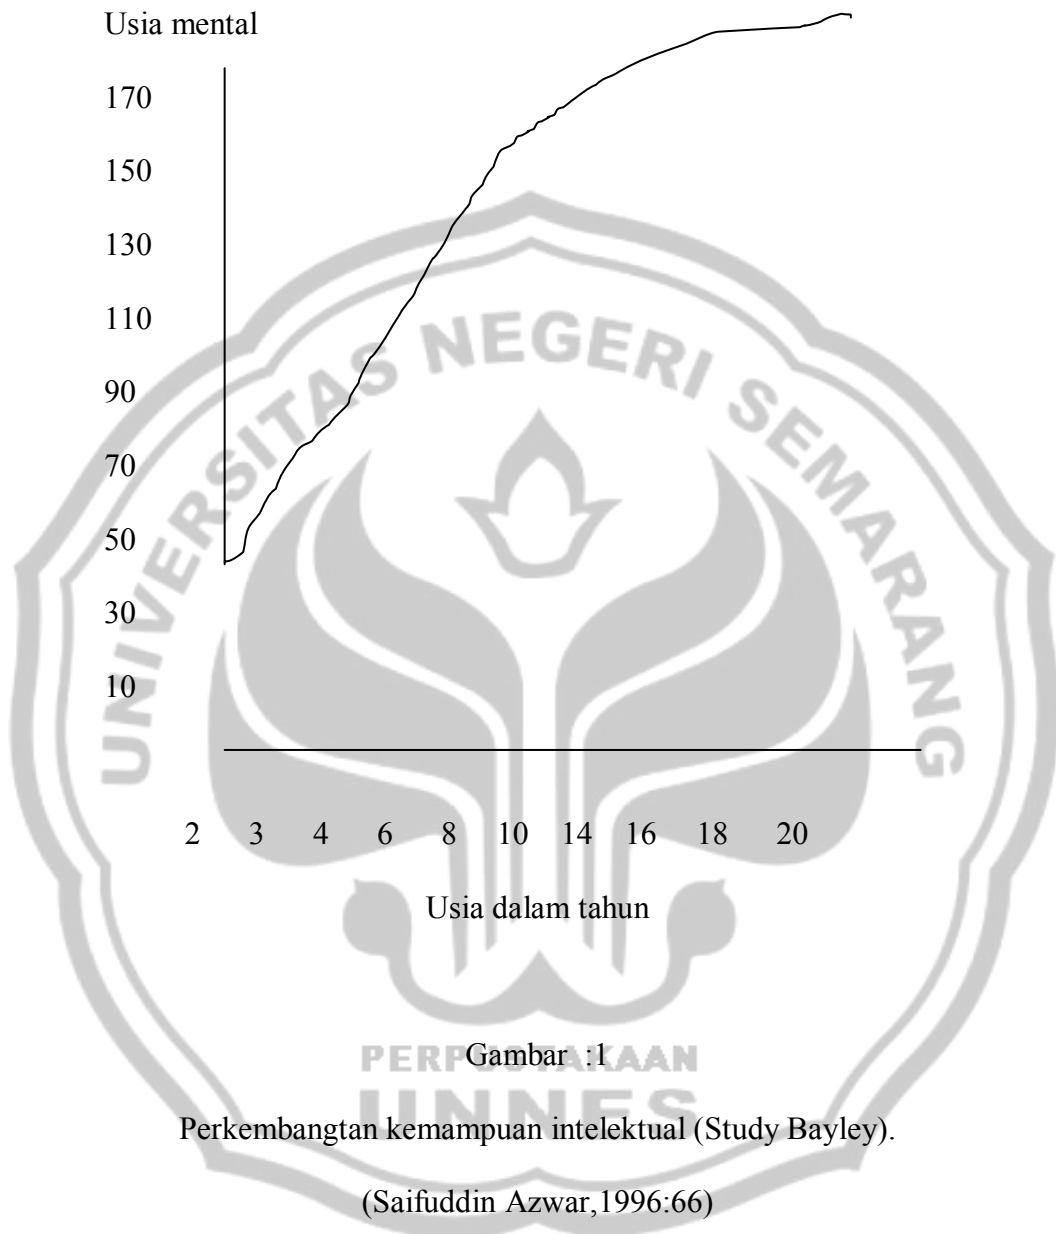 Usia mental
170
150
130
110
90
70
50
30
10
2 3 4 6 8 10 14 16 18 20
Usia dalam tahun
Gambar :1
Perkembangtan kemampuan intelektual (Study Bayley).
(Saifuddin Azwar,1996:66)
UNIVERSITAS NEGERI SEMARANG
PERPUSTAKAAN
UNNES